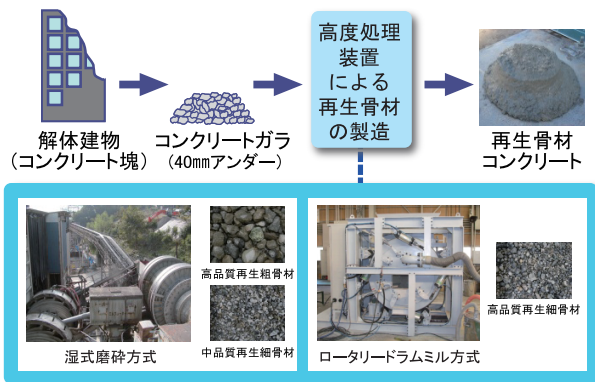 解体建物
(コンクリート塊)
コンクリートガラ
(40㎜アンダー)
高度処理
装置
による
再生骨材
の製造
再生骨材
コンクリート
高品質再生粗骨材
中品質再生細骨材
湿式磨砕方式
高品質再生細骨材
ロータリードラムミル方式